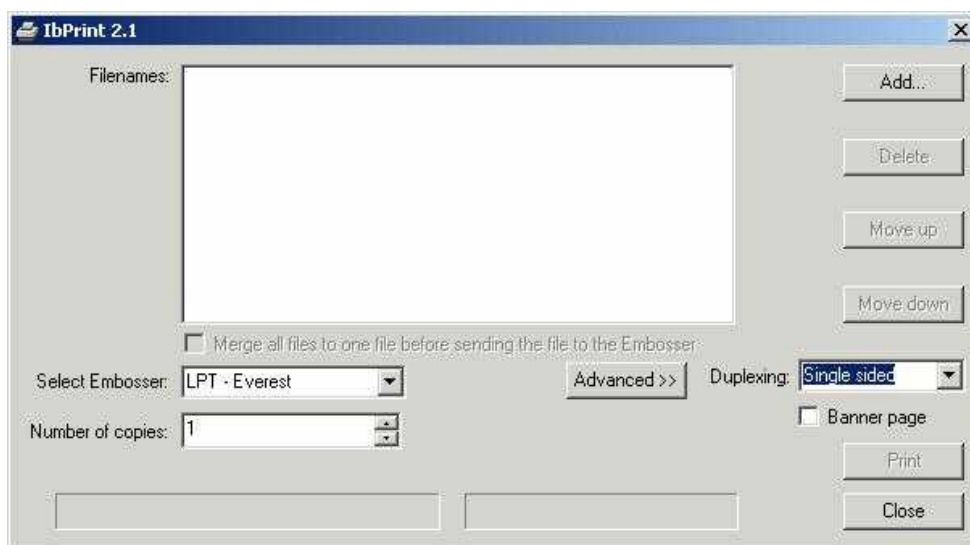 IbPrint 2.1
Filenames:
Add...
Delete
Move up
Move down
Merge all files to one file before sending the file to the Embosser
Select Embosser: LPT - Everest
Advanced >>
Duplexing: Single sided
Number of copies: 1
Banner page
Print
Close